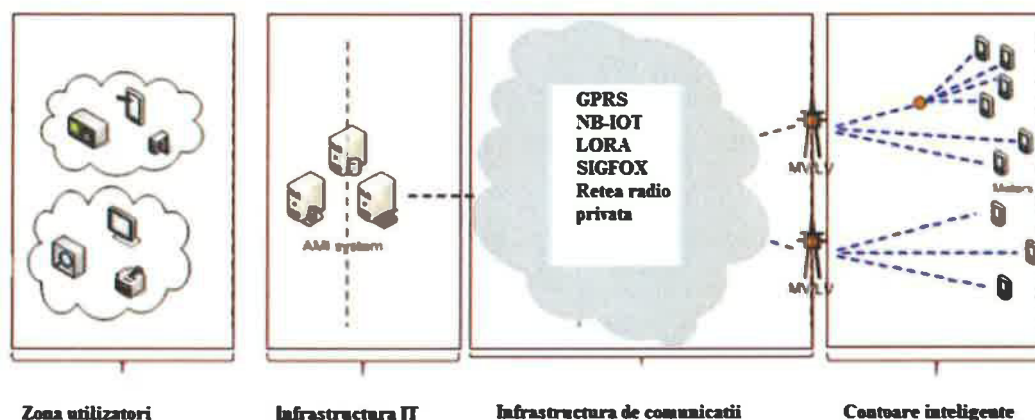 GPRS
NB-IOT
LORA
SIGFOX
Retea radio
privata
MV/LV
Meters
AMI system
MV/LV
Zona utilizatori
Infrastructura IT
Infrastructura de comunicatii
Contoare inteligente